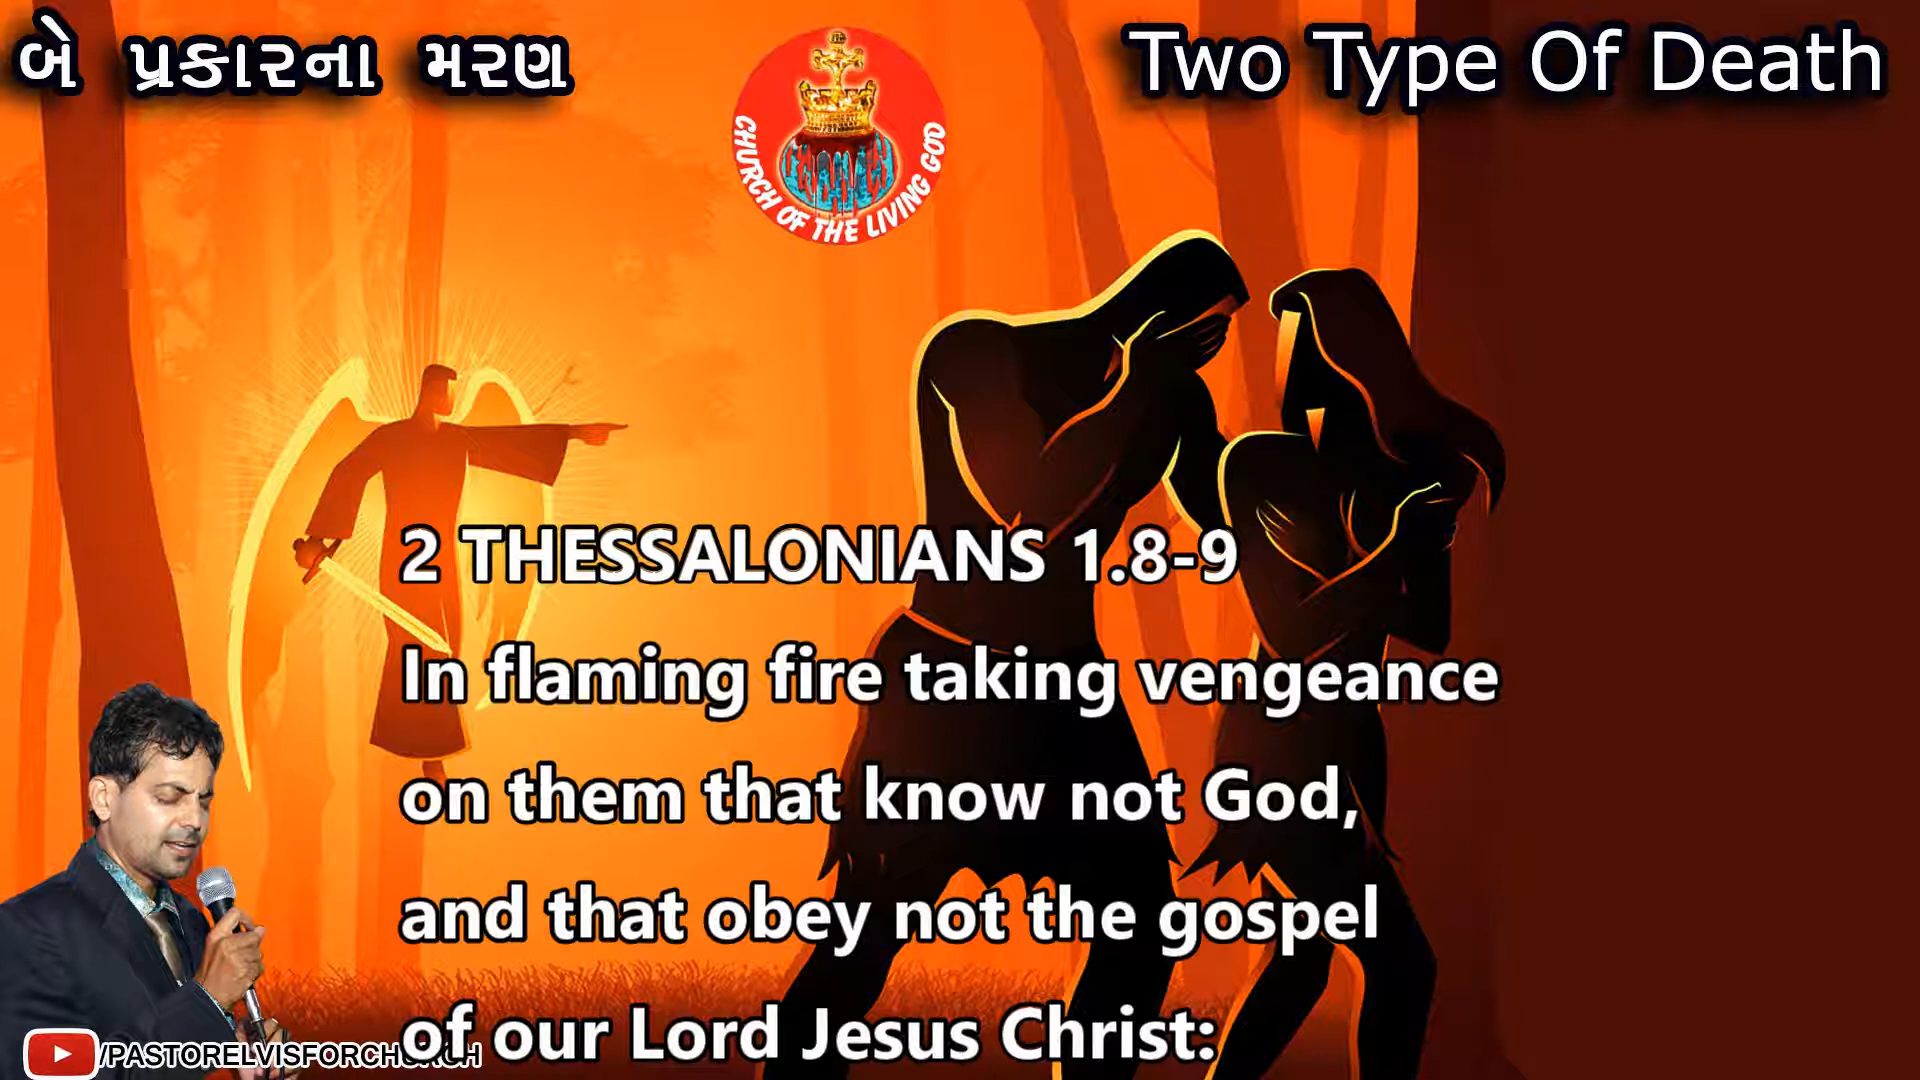 બે પ્રકારના મરણ
Two Type Of Death
CHURCH OF THE LIVING GOD
2 THESSALONIANS 1.8-9
In flaming fire taking vengeance
on them that know not God,
and that obey not the gospel
of our Lord Jesus Christ:
/PASTORELVISFORCHURCH